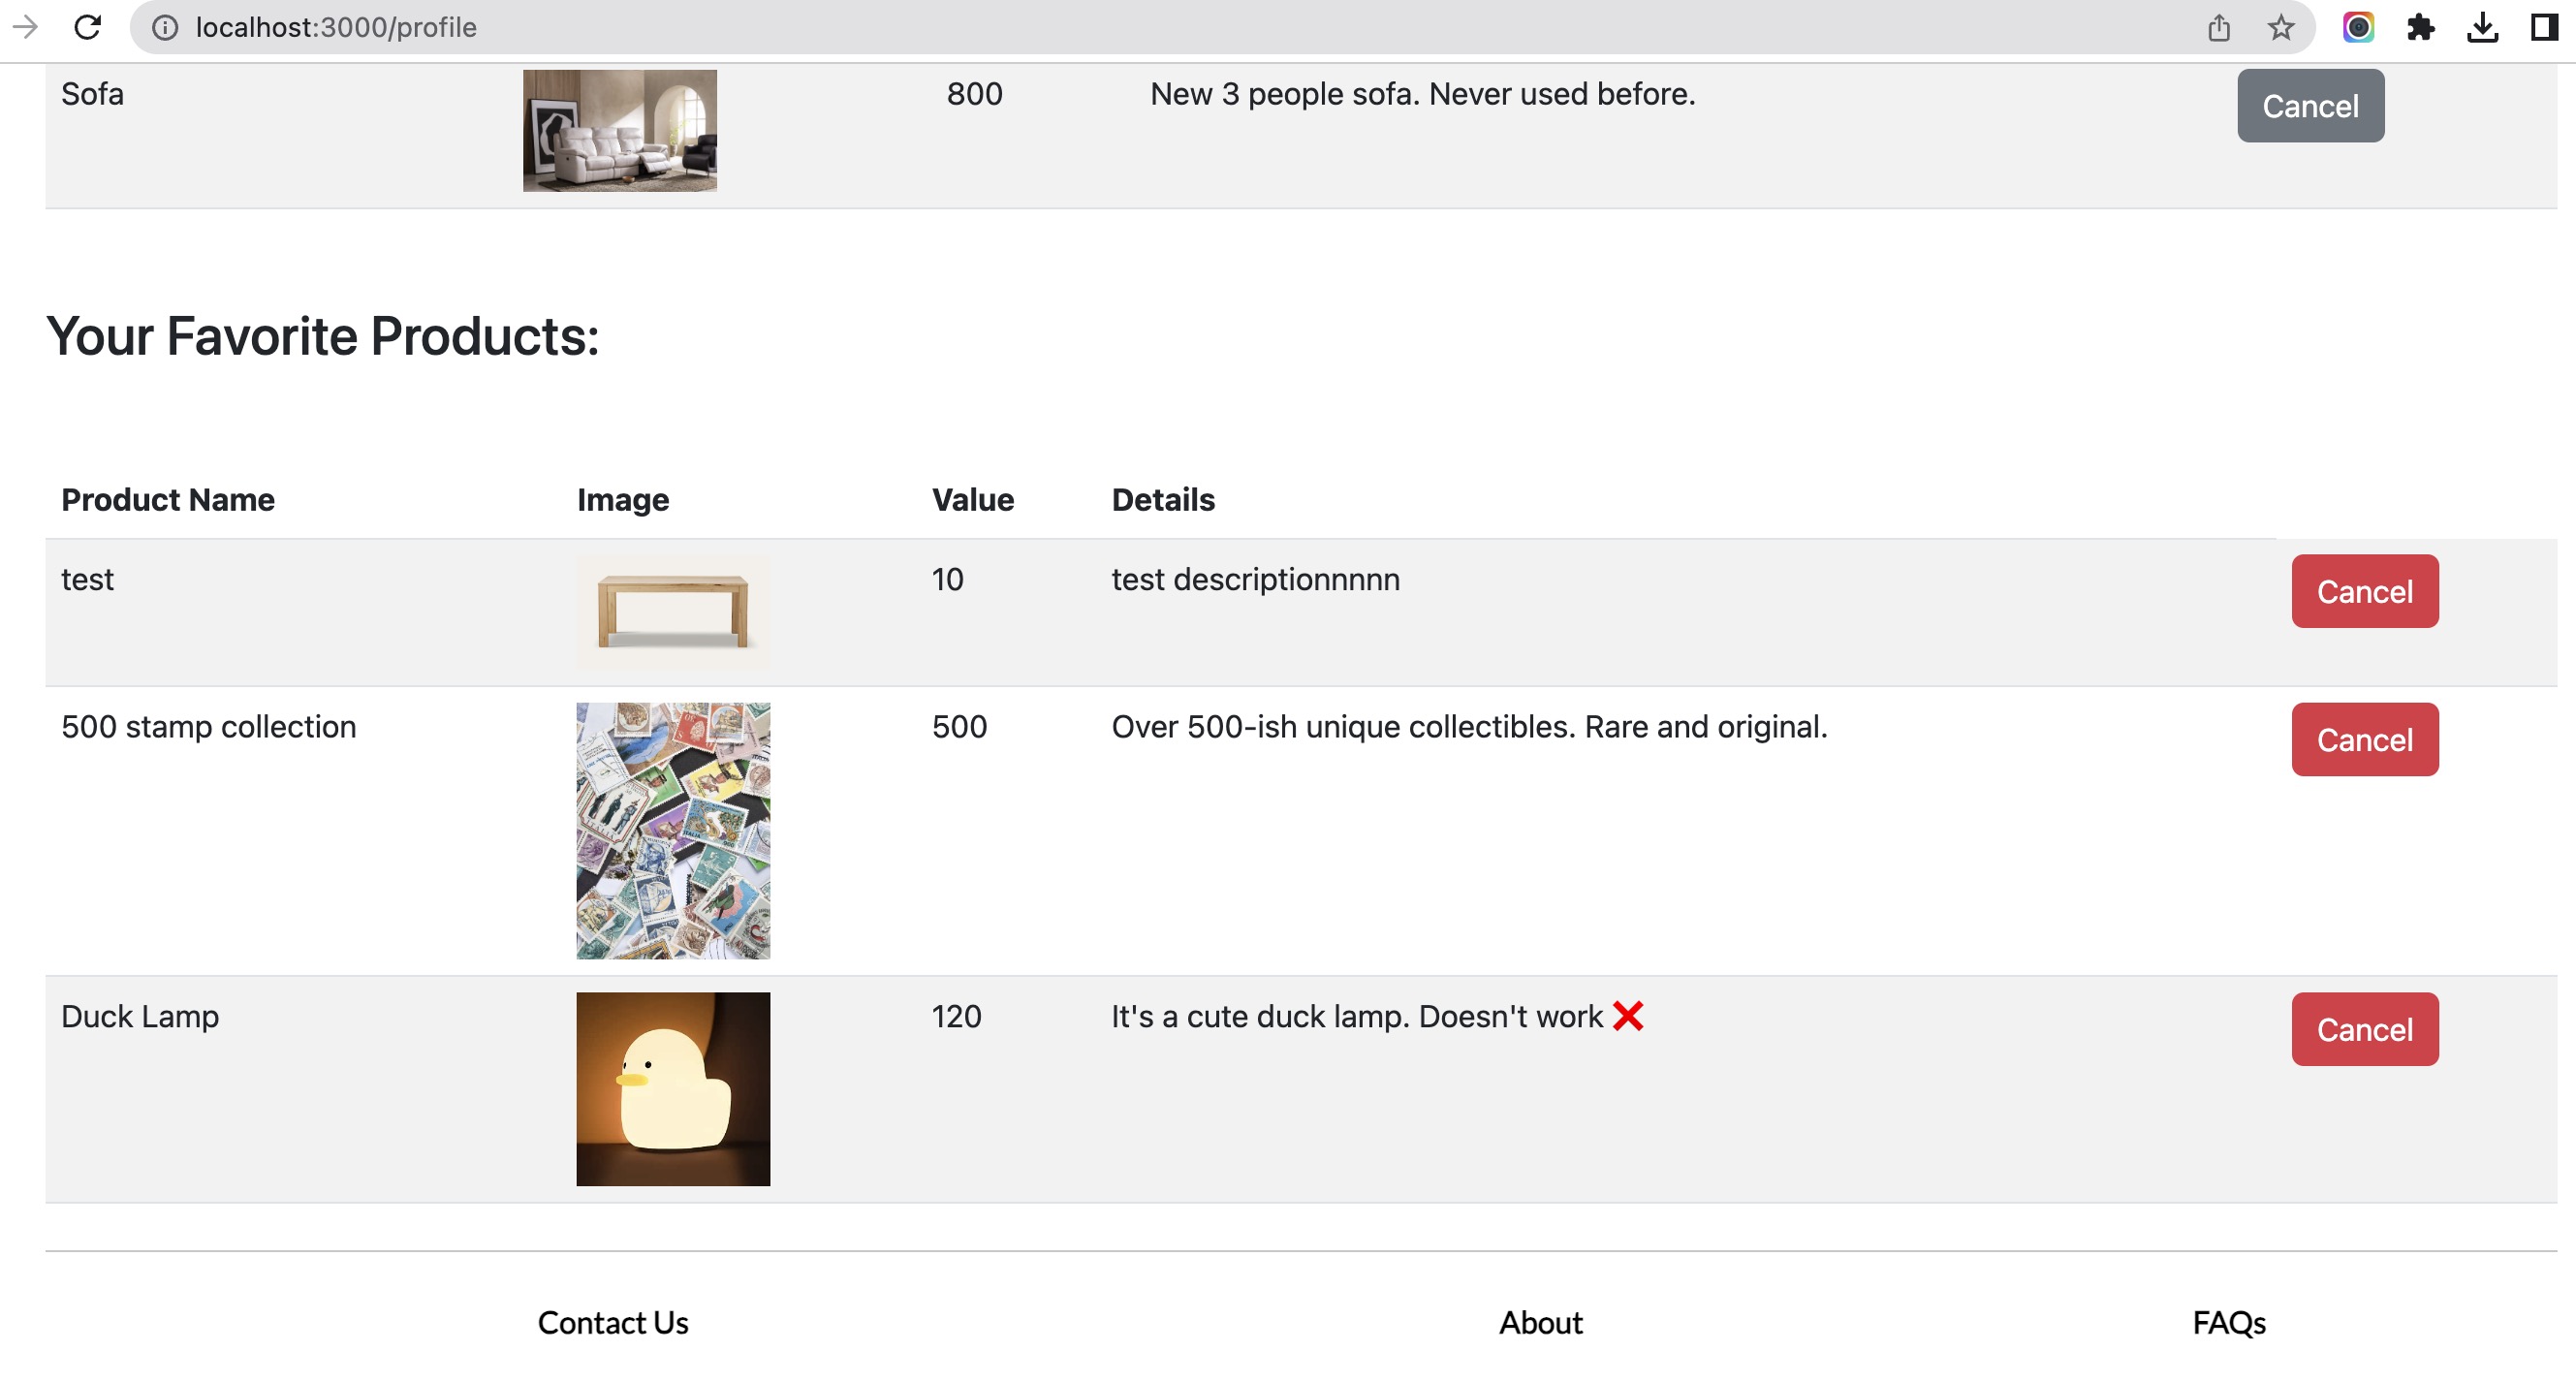 localhost:3000/profile
Sofa 800 New 3 people sofa. Never used before. Cancel
Your Favorite Products:
Product Name Image Value Details
test 10 test descriptionnnnn Cancel
500 stamp collection 500 Over 500-ish unique collectibles. Rare and original. Cancel
Duck Lamp 120 It's a cute duck lamp. Doesn't work ❌ Cancel
Contact Us About FAQs